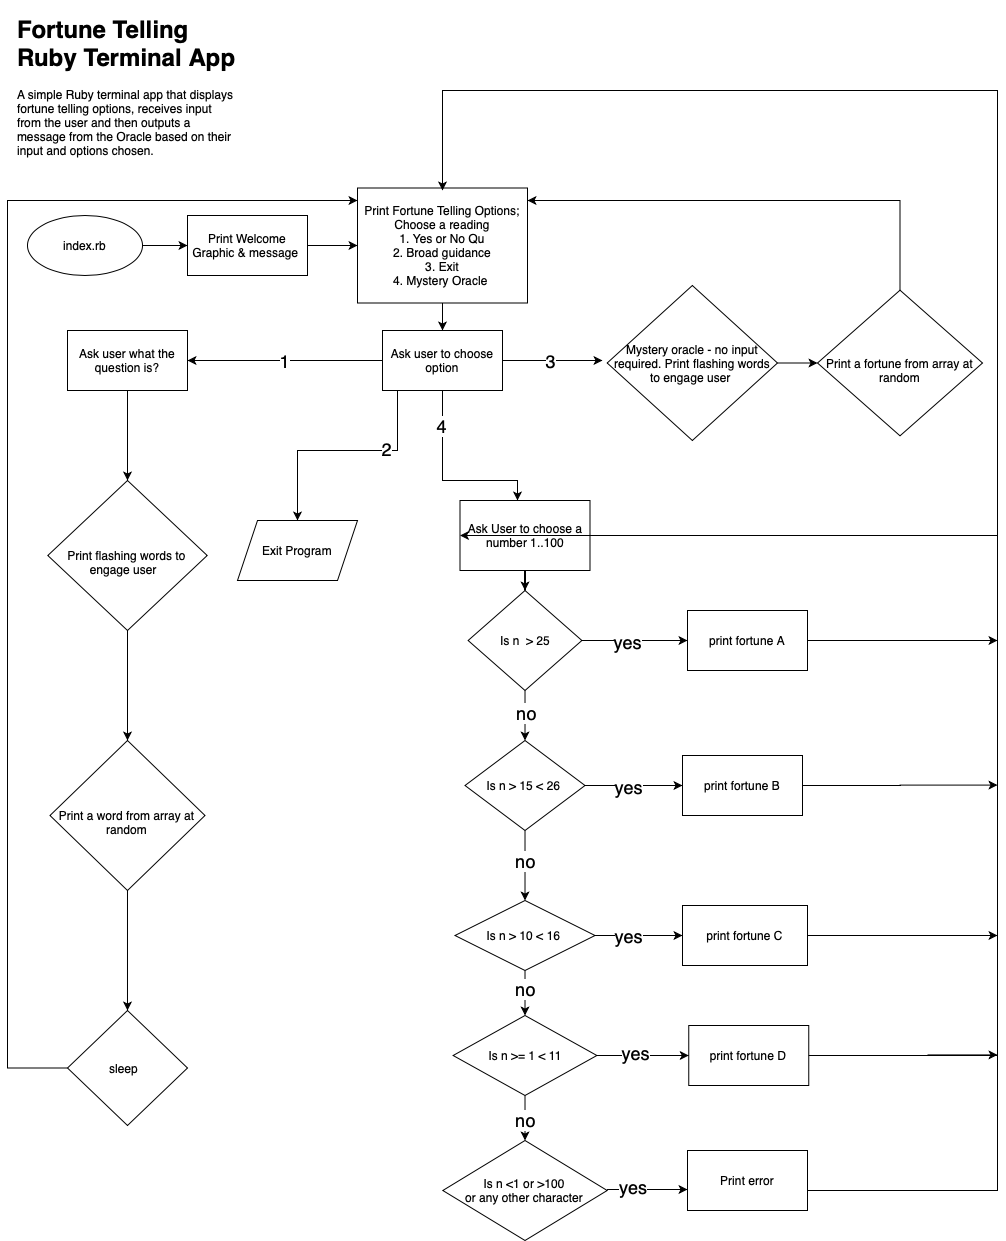 Fortune Telling
Ruby Terminal App
A simple Ruby terminal app that displays
fortune telling options, receives input
from the user and then outputs a
message from the Oracle based on their
input and options chosen.
index.rb
Print Welcome
Graphic & message
Print Fortune Telling Options;
Choose a reading
1. Yes or No Qu
2. Broad guidance
3. Exit
4. Mystery Oracle
Ask user what the
question is?
1
Ask user to choose
option
3
Mystery oracle - no input
required. Print flashing words
to engage user
Print a fortune from array at
random
2
4
Exit Program
Ask User to choose a
number 1..100
Print flashing words to
engage user
Is n > 25
yes
print fortune A
no
Is n > 15 < 26
yes
print fortune B
Print a word from array at
random
no
Is n > 10 < 16
yes
print fortune C
no
Is n >= 1 < 11
yes
print fortune D
sleep
no
Is n <1 or >100
or any other character
yes
Print error